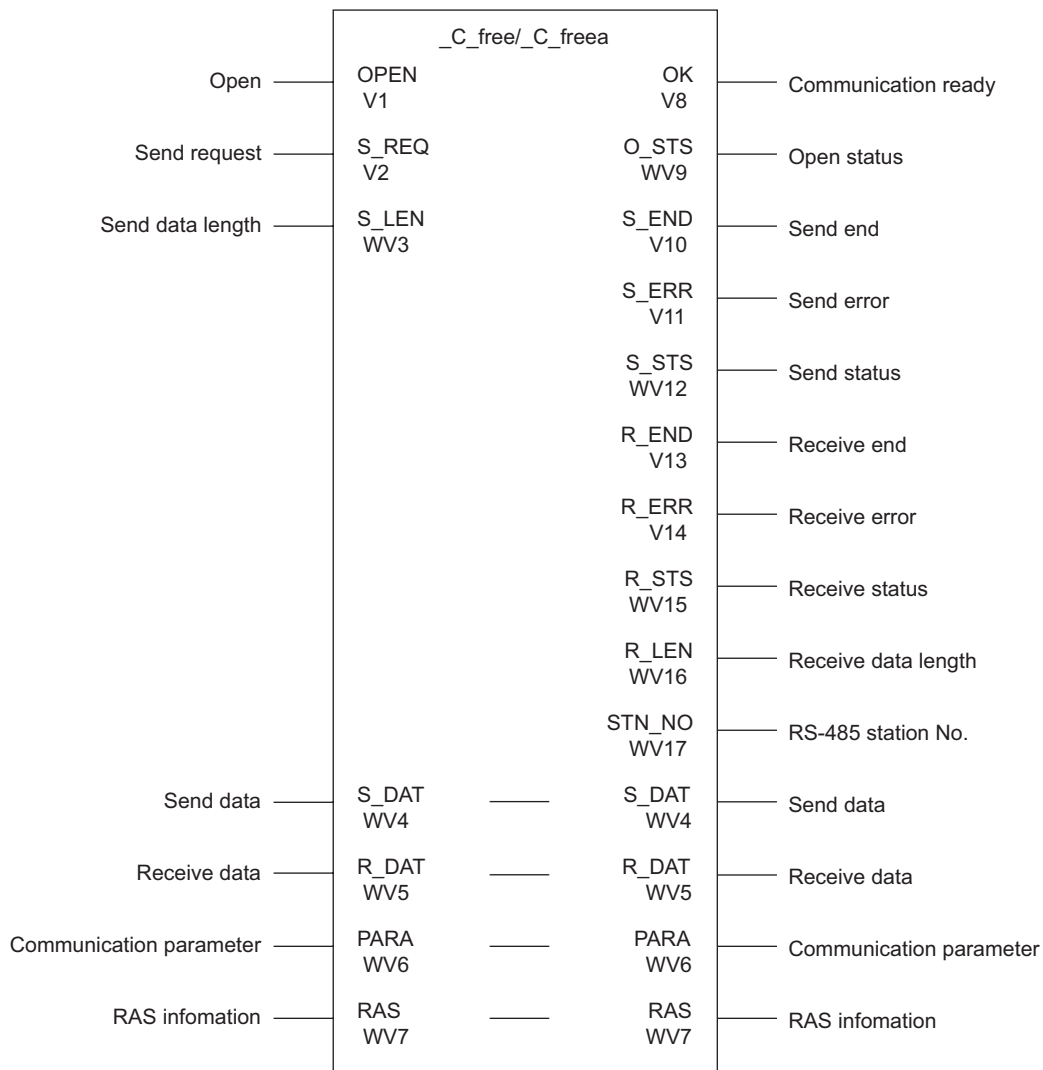 _C_free/_C_freea
Open OPEN OK Communication ready
V1 V8
Send request S_REQ O_STS Open status
V2 WV9
Send data length S_LEN S_END Send end
WV3 V10
S_ERR Send error
V11
S_STS Send status
WV12
R_END Receive end
V13
R_ERR Receive error
V14
R_STS Receive status
WV15
R_LEN Receive data length
WV16
STN_NO RS-485 station No.
WV17
Send data S_DAT S_DAT Send data
WV4 WV4
Receive data R_DAT R_DAT Receive data
WV5 WV5
Communication parameter PARA PARA Communication parameter
WV6 WV6
RAS infomation RAS RAS RAS infomation
WV7 WV7